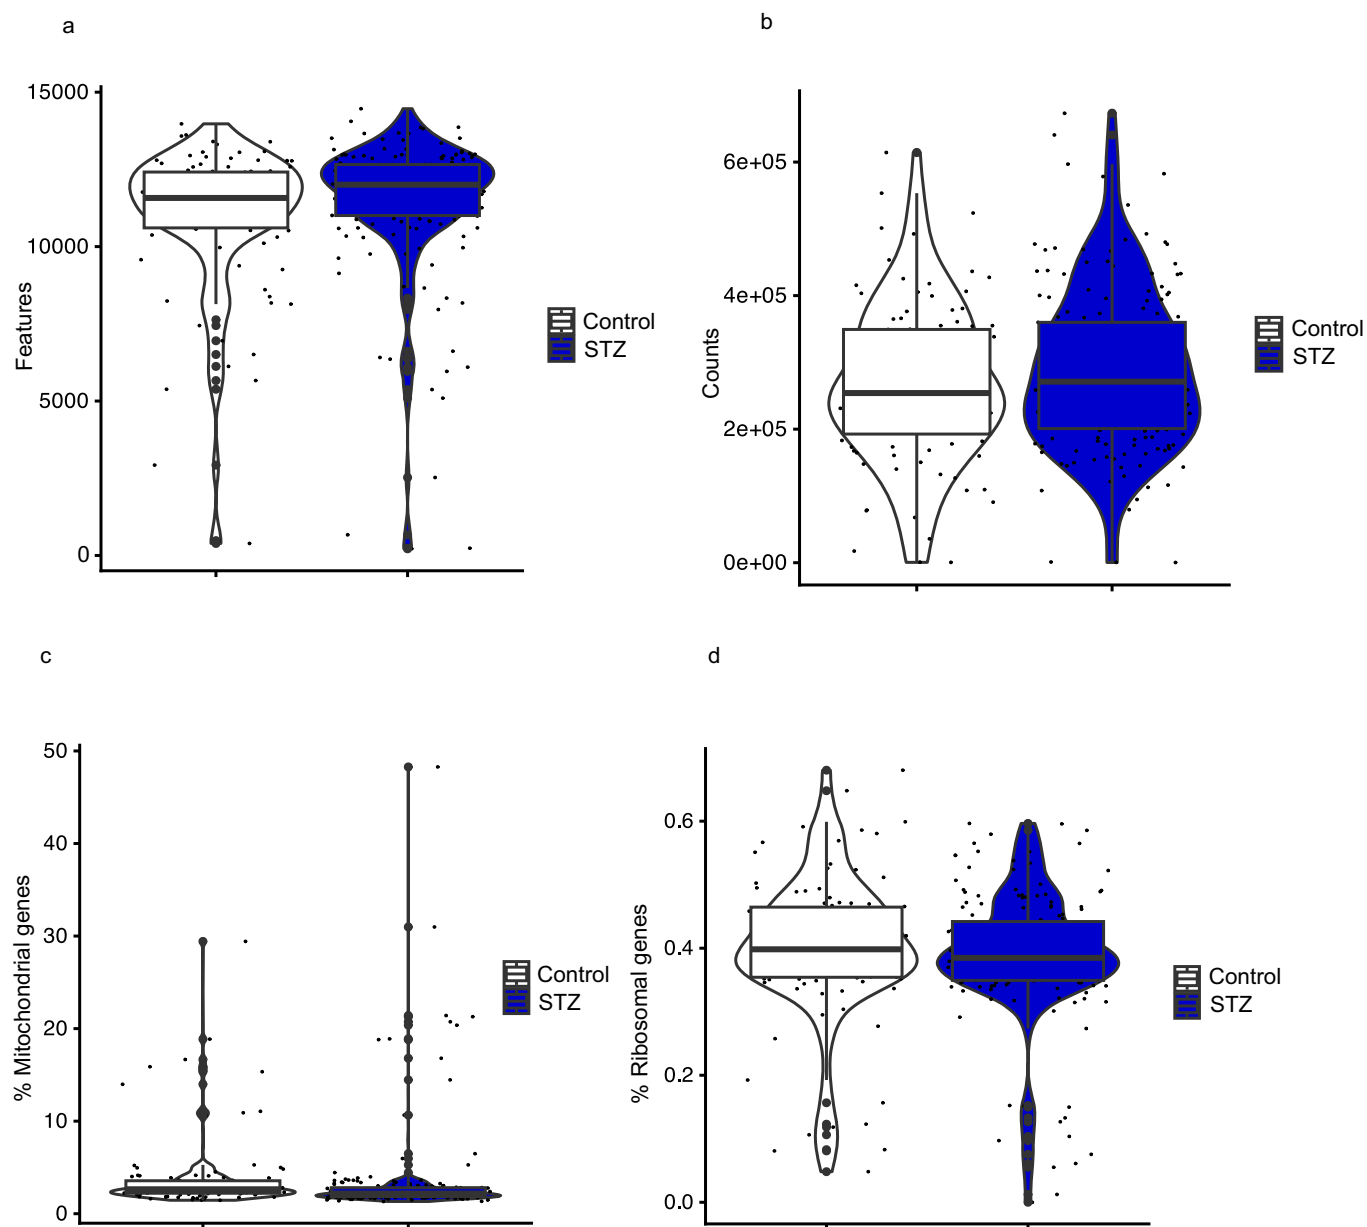 a
15000
10000
5000
0
Features
Control
STZ
b
6e+05
4e+05
2e+05
0e+00
Counts
Control
STZ
c
50
40
30
20
10
0
% Mitochondrial genes
Control
STZ
d
0.6
0.4
0.2
0.0
% Ribosomal genes
Control
STZ